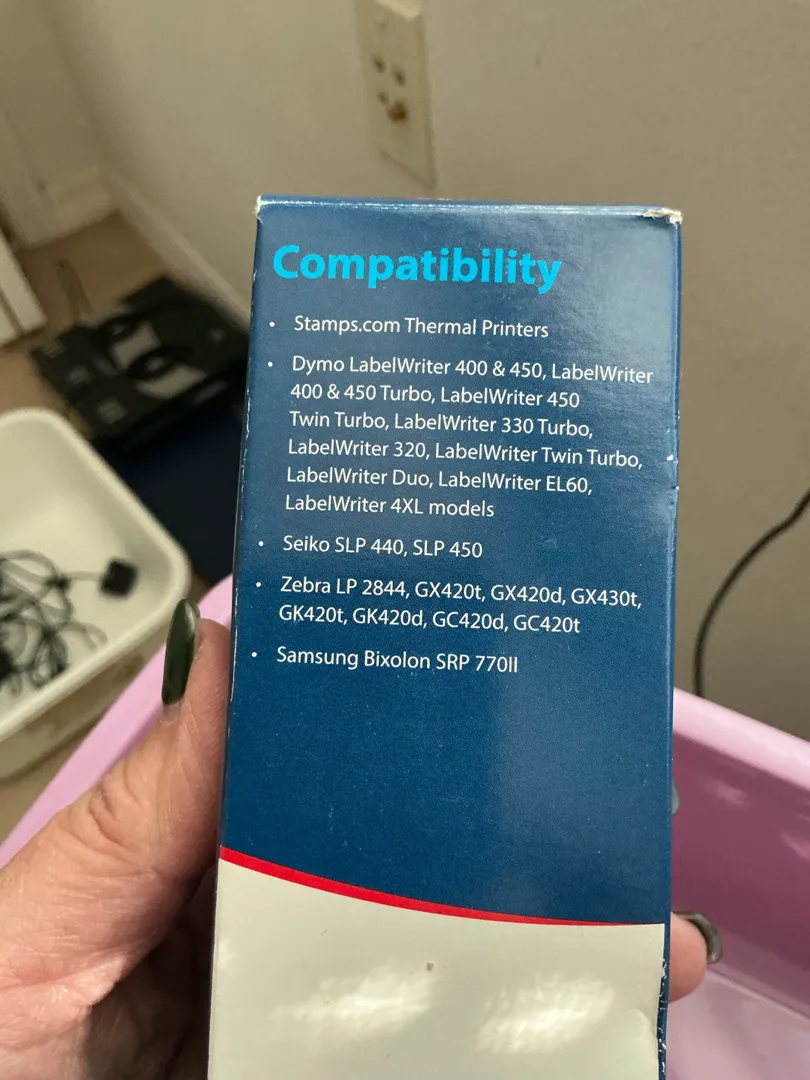 Compatibility
• Stamps.com Thermal Printers
• Dymo LabelWriter 400 & 450, LabelWriter
400 & 450 Turbo, LabelWriter 450
Twin Turbo, LabelWriter 330 Turbo,
LabelWriter 320, LabelWriter Twin Turbo,
LabelWriter Duo, LabelWriter EL60,
LabelWriter 4XL models
• Seiko SLP 440, SLP 450
• Zebra LP 2844, GX420t, GX420d, GX430t,
GK420t, GK420d, GC420d, GC420t
• Samsung Bixolon SRP 770II